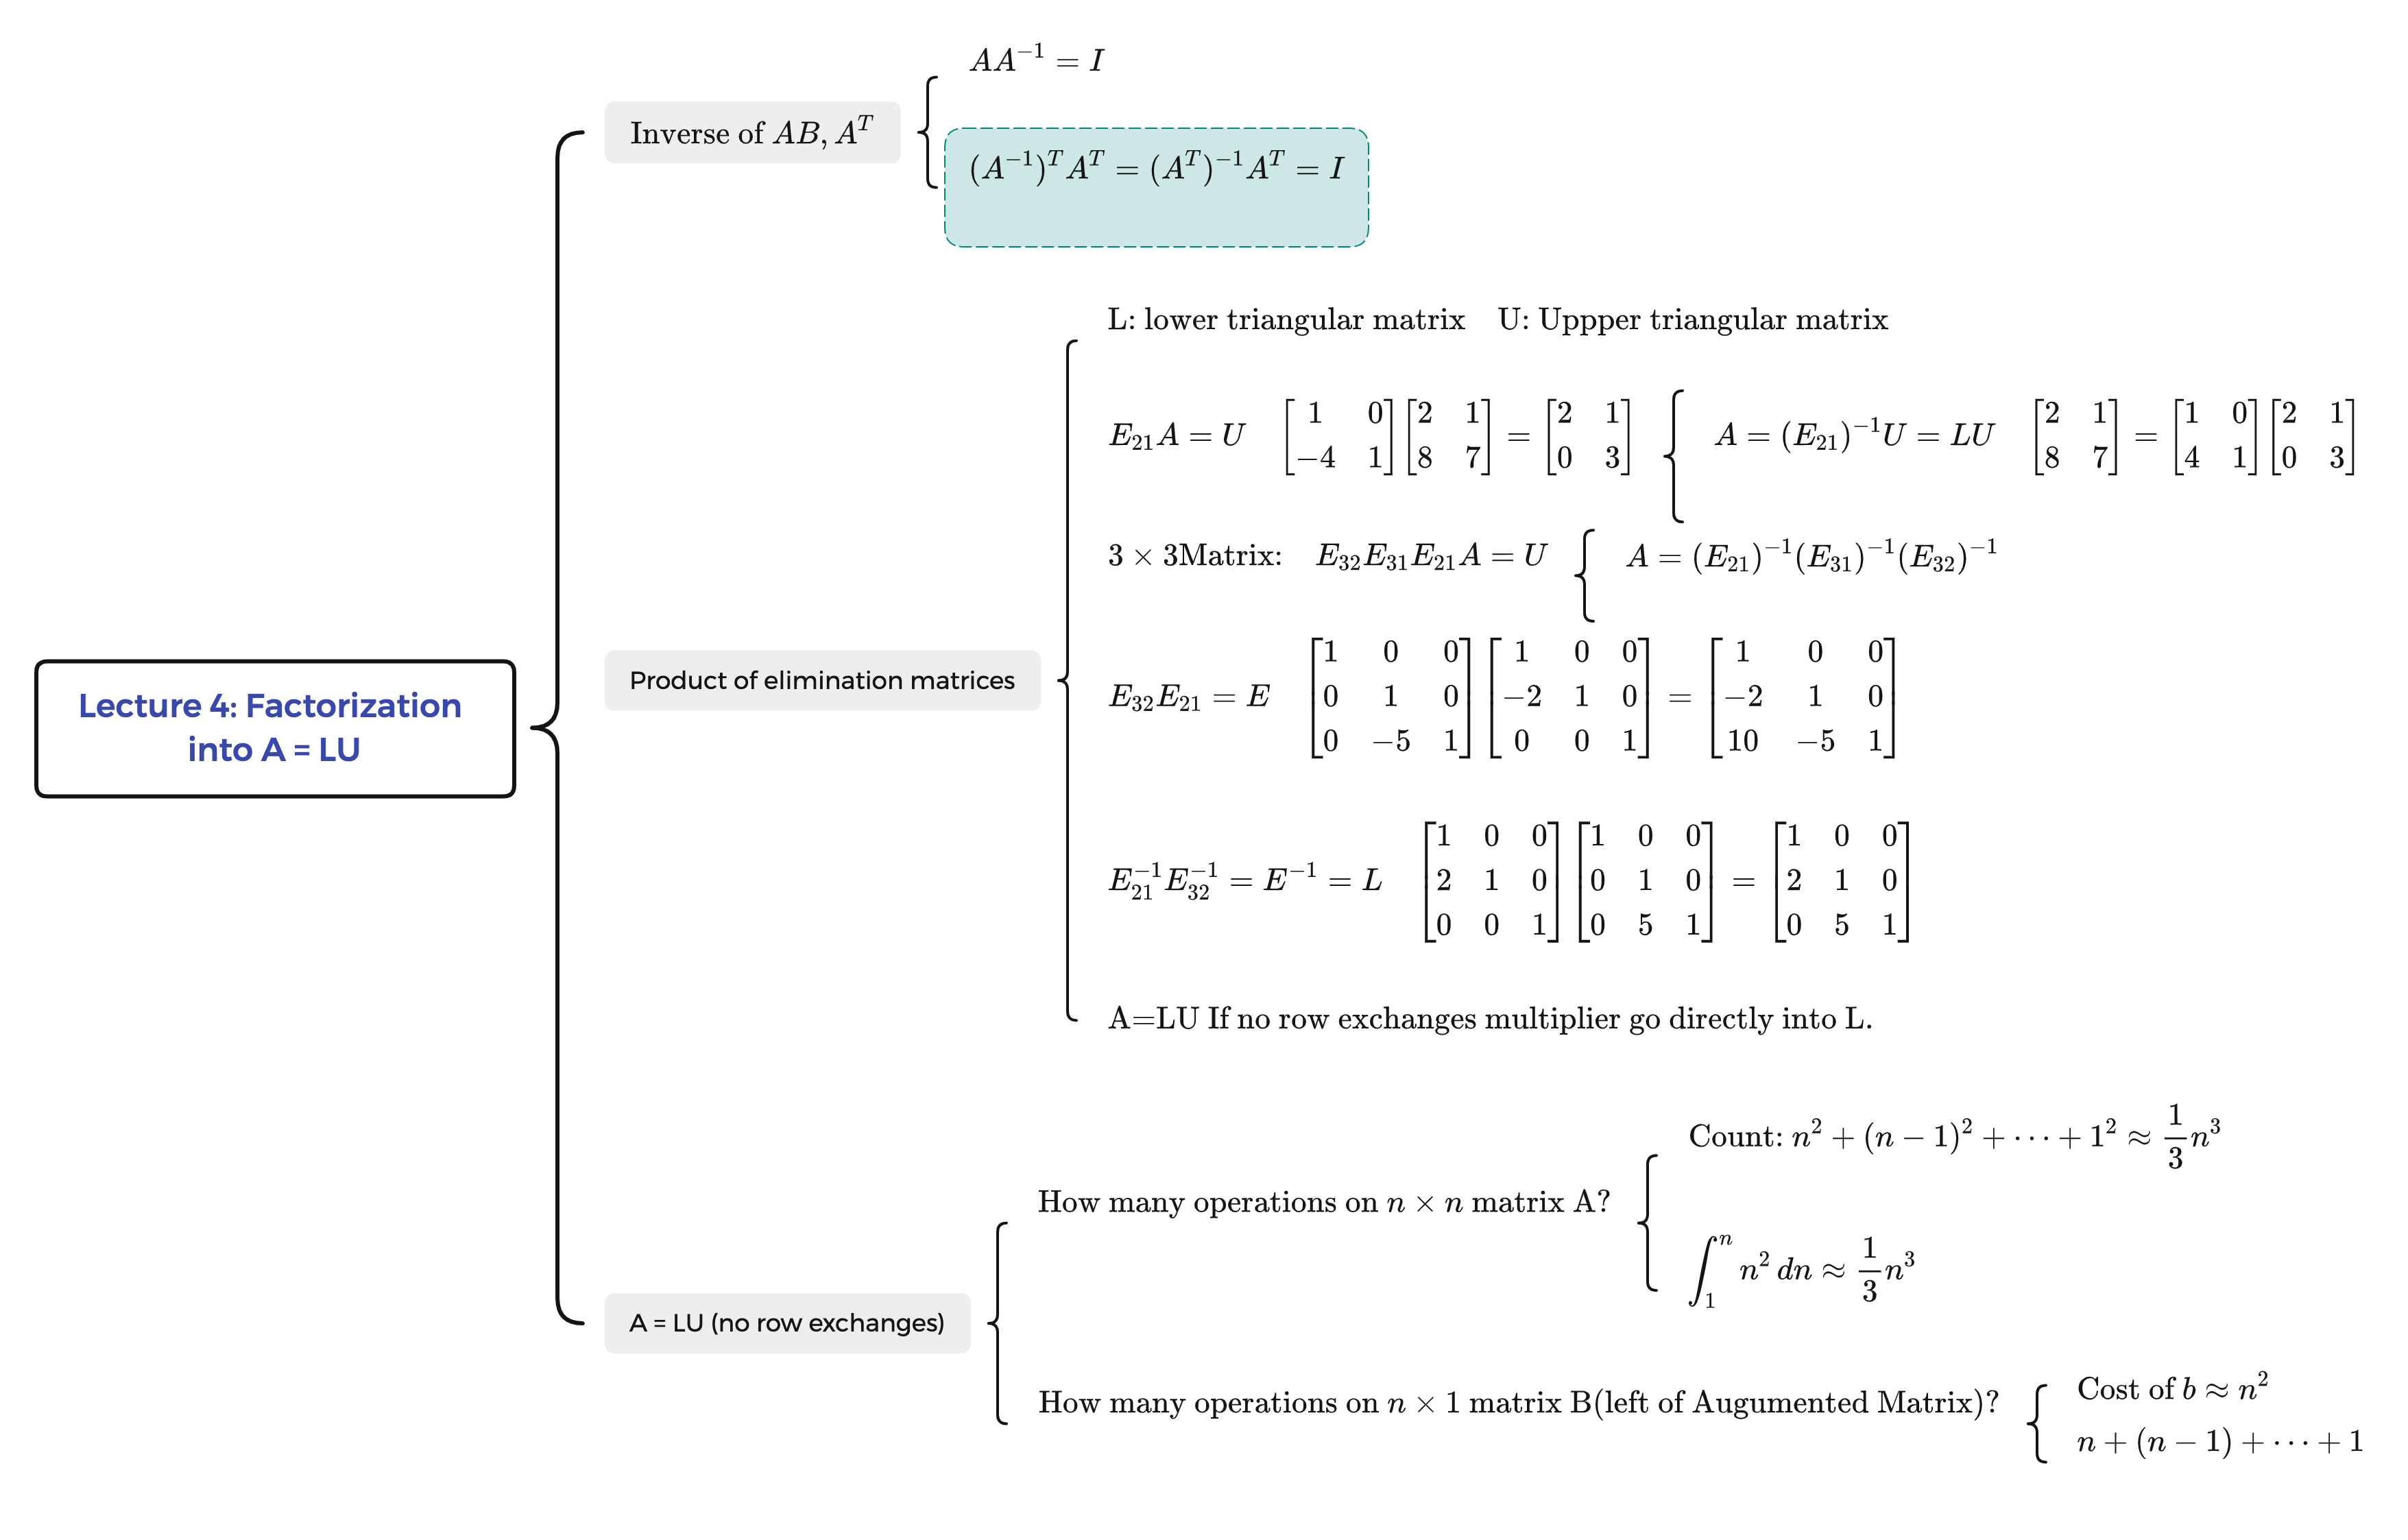 Lecture 4: Factorization
into A = LU
Inverse of $AB, A^T$
$AA^{-1} = I$
$(A^{-1})^T A^T = (A^T)^{-1} A^T = I$
Product of elimination matrices
L: lower triangular matrix U: Uppper triangular matrix
$E_{21}A = U \quad \begin{bmatrix} 1 & 0 \\ -4 & 1 \end{bmatrix} \begin{bmatrix} 2 & 1 \\ 8 & 7 \end{bmatrix} = \begin{bmatrix} 2 & 1 \\ 0 & 3 \end{bmatrix}$
$A = (E_{21})^{-1}U = LU \quad \begin{bmatrix} 2 & 1 \\ 8 & 7 \end{bmatrix} = \begin{bmatrix} 1 & 0 \\ 4 & 1 \end{bmatrix} \begin{bmatrix} 2 & 1 \\ 0 & 3 \end{bmatrix}$
$3 \times 3$Matrix: $E_{32}E_{31}E_{21}A = U$
$A = (E_{21})^{-1}(E_{31})^{-1}(E_{32})^{-1}$
$E_{32}E_{21} = E \quad \begin{bmatrix} 1 & 0 & 0 \\ 0 & 1 & 0 \\ 0 & -5 & 1 \end{bmatrix} \begin{bmatrix} 1 & 0 & 0 \\ -2 & 1 & 0 \\ 0 & 0 & 1 \end{bmatrix} = \begin{bmatrix} 1 & 0 & 0 \\ -2 & 1 & 0 \\ 10 & -5 & 1 \end{bmatrix}$
$E_{21}^{-1}E_{32}^{-1} = E^{-1} = L \quad \begin{bmatrix} 1 & 0 & 0 \\ 2 & 1 & 0 \\ 0 & 0 & 1 \end{bmatrix} \begin{bmatrix} 1 & 0 & 0 \\ 0 & 1 & 0 \\ 0 & 5 & 1 \end{bmatrix} = \begin{bmatrix} 1 & 0 & 0 \\ 2 & 1 & 0 \\ 0 & 5 & 1 \end{bmatrix}$
A=LU If no row exchanges multiplier go directly into L.
A = LU (no row exchanges)
How many operations on $n \times n$ matrix A?
Count: $n^2 + (n-1)^2 + \cdots + 1^2 \approx \frac{1}{3}n^3$
$\int_1^n n^2 \, dn \approx \frac{1}{3}n^3$
How many operations on $n \times 1$ matrix B(left of Augumented Matrix)?
Cost of $b \approx n^2$
$n + (n-1) + \cdots + 1$